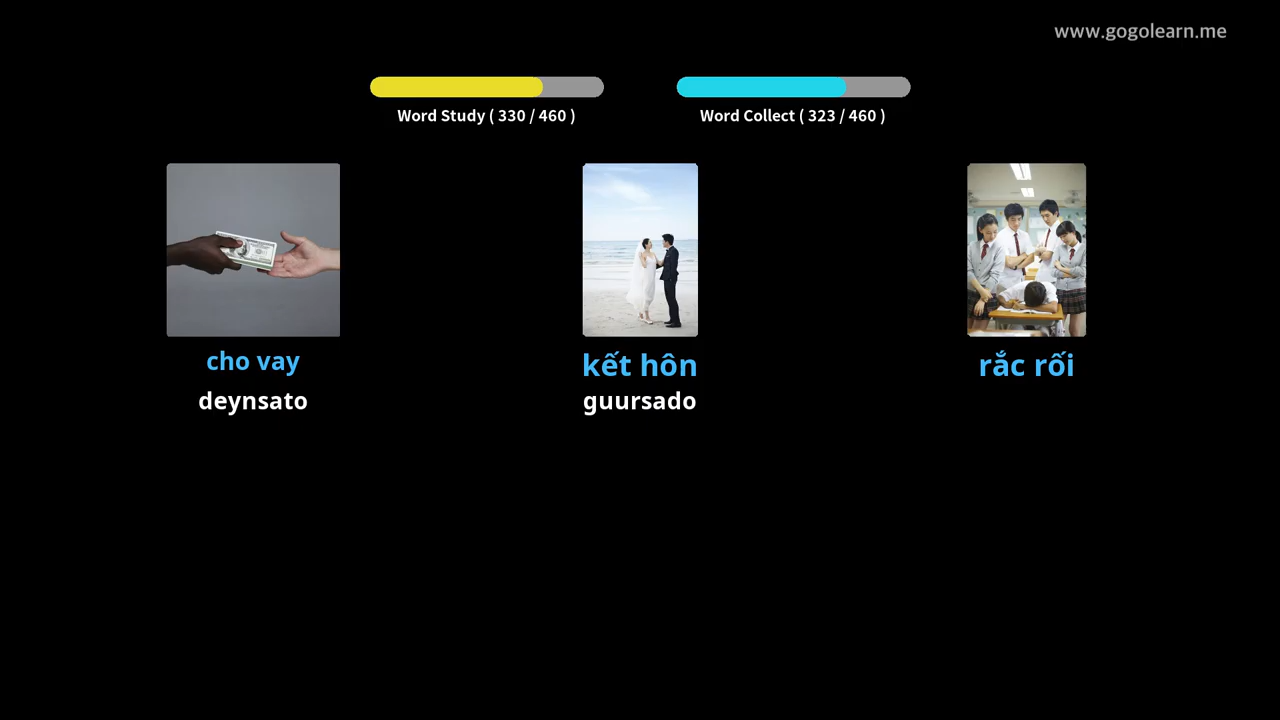 www.gogolearn.me
Word Study ( 330 / 460 )
Word Collect ( 323 / 460 )
cho vay
deynsato
kết hôn
guursado
rắc rối